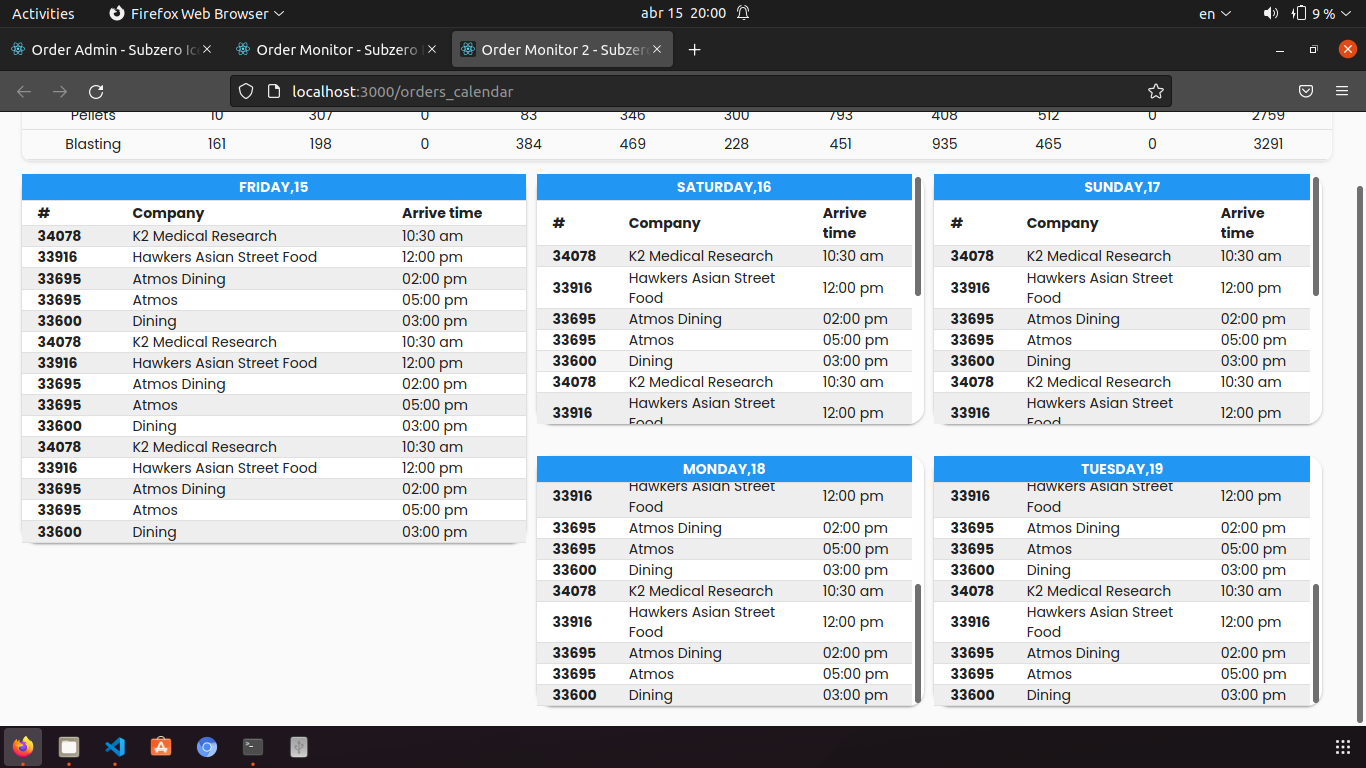 Activities Firefox Web Browser abr 15 20:00 en 9 %
Order Admin - Subzero Ic Order Monitor - Subzero Order Monitor 2 - Subzer
localhost:3000/orders_calendar
Pellets 10 307 0 83 346 300 793 408 512 0 2759
Blasting 161 198 0 384 469 228 451 935 465 0 3291
FRIDAY,15
# Company Arrive time
34078 K2 Medical Research 10:30 am
33916 Hawkers Asian Street Food 12:00 pm
33695 Atmos Dining 02:00 pm
33695 Atmos 05:00 pm
33600 Dining 03:00 pm
34078 K2 Medical Research 10:30 am
33916 Hawkers Asian Street Food 12:00 pm
33695 Atmos Dining 02:00 pm
33695 Atmos 05:00 pm
33600 Dining 03:00 pm
34078 K2 Medical Research 10:30 am
33916 Hawkers Asian Street Food 12:00 pm
33695 Atmos Dining 02:00 pm
33695 Atmos 05:00 pm
33600 Dining 03:00 pm
SATURDAY,16
# Company Arrive
time
34078 K2 Medical Research 10:30 am
33916 Hawkers Asian Street
Food 12:00 pm
33695 Atmos Dining 02:00 pm
33695 Atmos 05:00 pm
33600 Dining 03:00 pm
34078 K2 Medical Research 10:30 am
33916 Hawkers Asian Street
Food 12:00 pm
SUNDAY,17
# Company Arrive
time
34078 K2 Medical Research 10:30 am
33916 Hawkers Asian Street
Food 12:00 pm
33695 Atmos Dining 02:00 pm
33695 Atmos 05:00 pm
33600 Dining 03:00 pm
34078 K2 Medical Research 10:30 am
33916 Hawkers Asian Street
Food 12:00 pm
MONDAY,18
33916 Hawkers Asian Street
Food 12:00 pm
33695 Atmos Dining 02:00 pm
33695 Atmos 05:00 pm
33600 Dining 03:00 pm
34078 K2 Medical Research 10:30 am
33916 Hawkers Asian Street
Food 12:00 pm
33695 Atmos Dining 02:00 pm
33695 Atmos 05:00 pm
33600 Dining 03:00 pm
TUESDAY,19
33916 Hawkers Asian Street
Food 12:00 pm
33695 Atmos Dining 02:00 pm
33695 Atmos 05:00 pm
33600 Dining 03:00 pm
34078 K2 Medical Research 10:30 am
33916 Hawkers Asian Street
Food 12:00 pm
33695 Atmos Dining 02:00 pm
33695 Atmos 05:00 pm
33600 Dining 03:00 pm